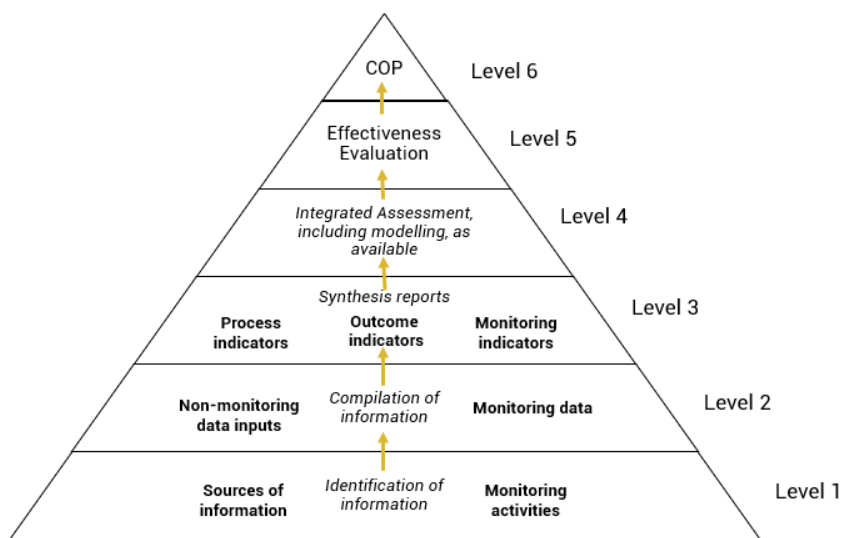 COP
Level 6
Effectiveness
Evaluation
Level 5
Integrated Assessment,
including modelling, as
available
Level 4
Synthesis reports
Process
indicators
Outcome
indicators
Monitoring
indicators
Level 3
Non-monitoring
data inputs
Compilation of
information
Monitoring data
Level 2
Sources of
information
Identification of
information
Monitoring
activities
Level 1